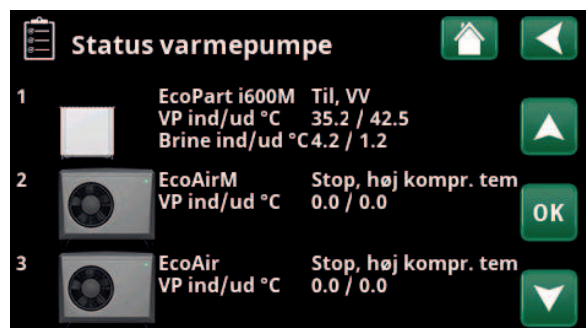 Status varmepumpe
1
EcoPart i600M Til, VV
VP ind/ud °C 35.2 / 42.5
Brine ind/ud °C 4.2 / 1.2
2
EcoAirM Stop, høj kompr. tem
VP ind/ud °C 0.0 / 0.0
OK
3
EcoAir Stop, høj kompr. tem
VP ind/ud °C 0.0 / 0.0